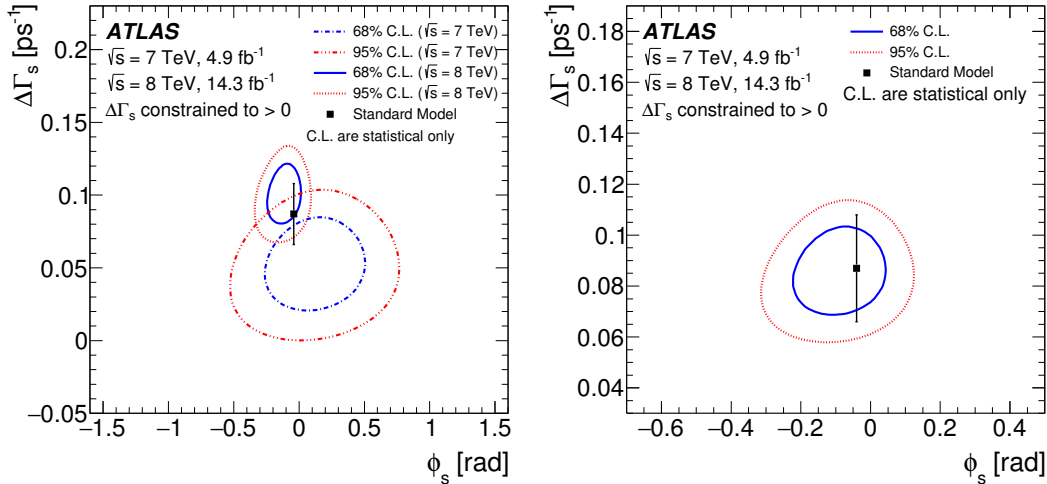 ATLAS
√s = 7 TeV, 4.9 fb⁻¹
√s = 8 TeV, 14.3 fb⁻¹
ΔΓs constrained to > 0
68% C.L. (√s = 7 TeV)
95% C.L. (√s = 7 TeV)
68% C.L. (√s = 8 TeV)
95% C.L. (√s = 8 TeV)
Standard Model
C.L. are statistical only
ΔΓs [ps⁻¹]
0.2
0.15
0.1
0.05
0
−0.05
−1.5 −1 −0.5 0 0.5 1 1.5
ϕs [rad]
ATLAS
√s = 7 TeV, 4.9 fb⁻¹
√s = 8 TeV, 14.3 fb⁻¹
ΔΓs constrained to > 0
68% C.L.
95% C.L.
Standard Model
C.L. are statistical only
ΔΓs [ps⁻¹]
0.18
0.16
0.14
0.12
0.1
0.08
0.06
0.04
−0.6 −0.4 −0.2 0 0.2 0.4
ϕs [rad]